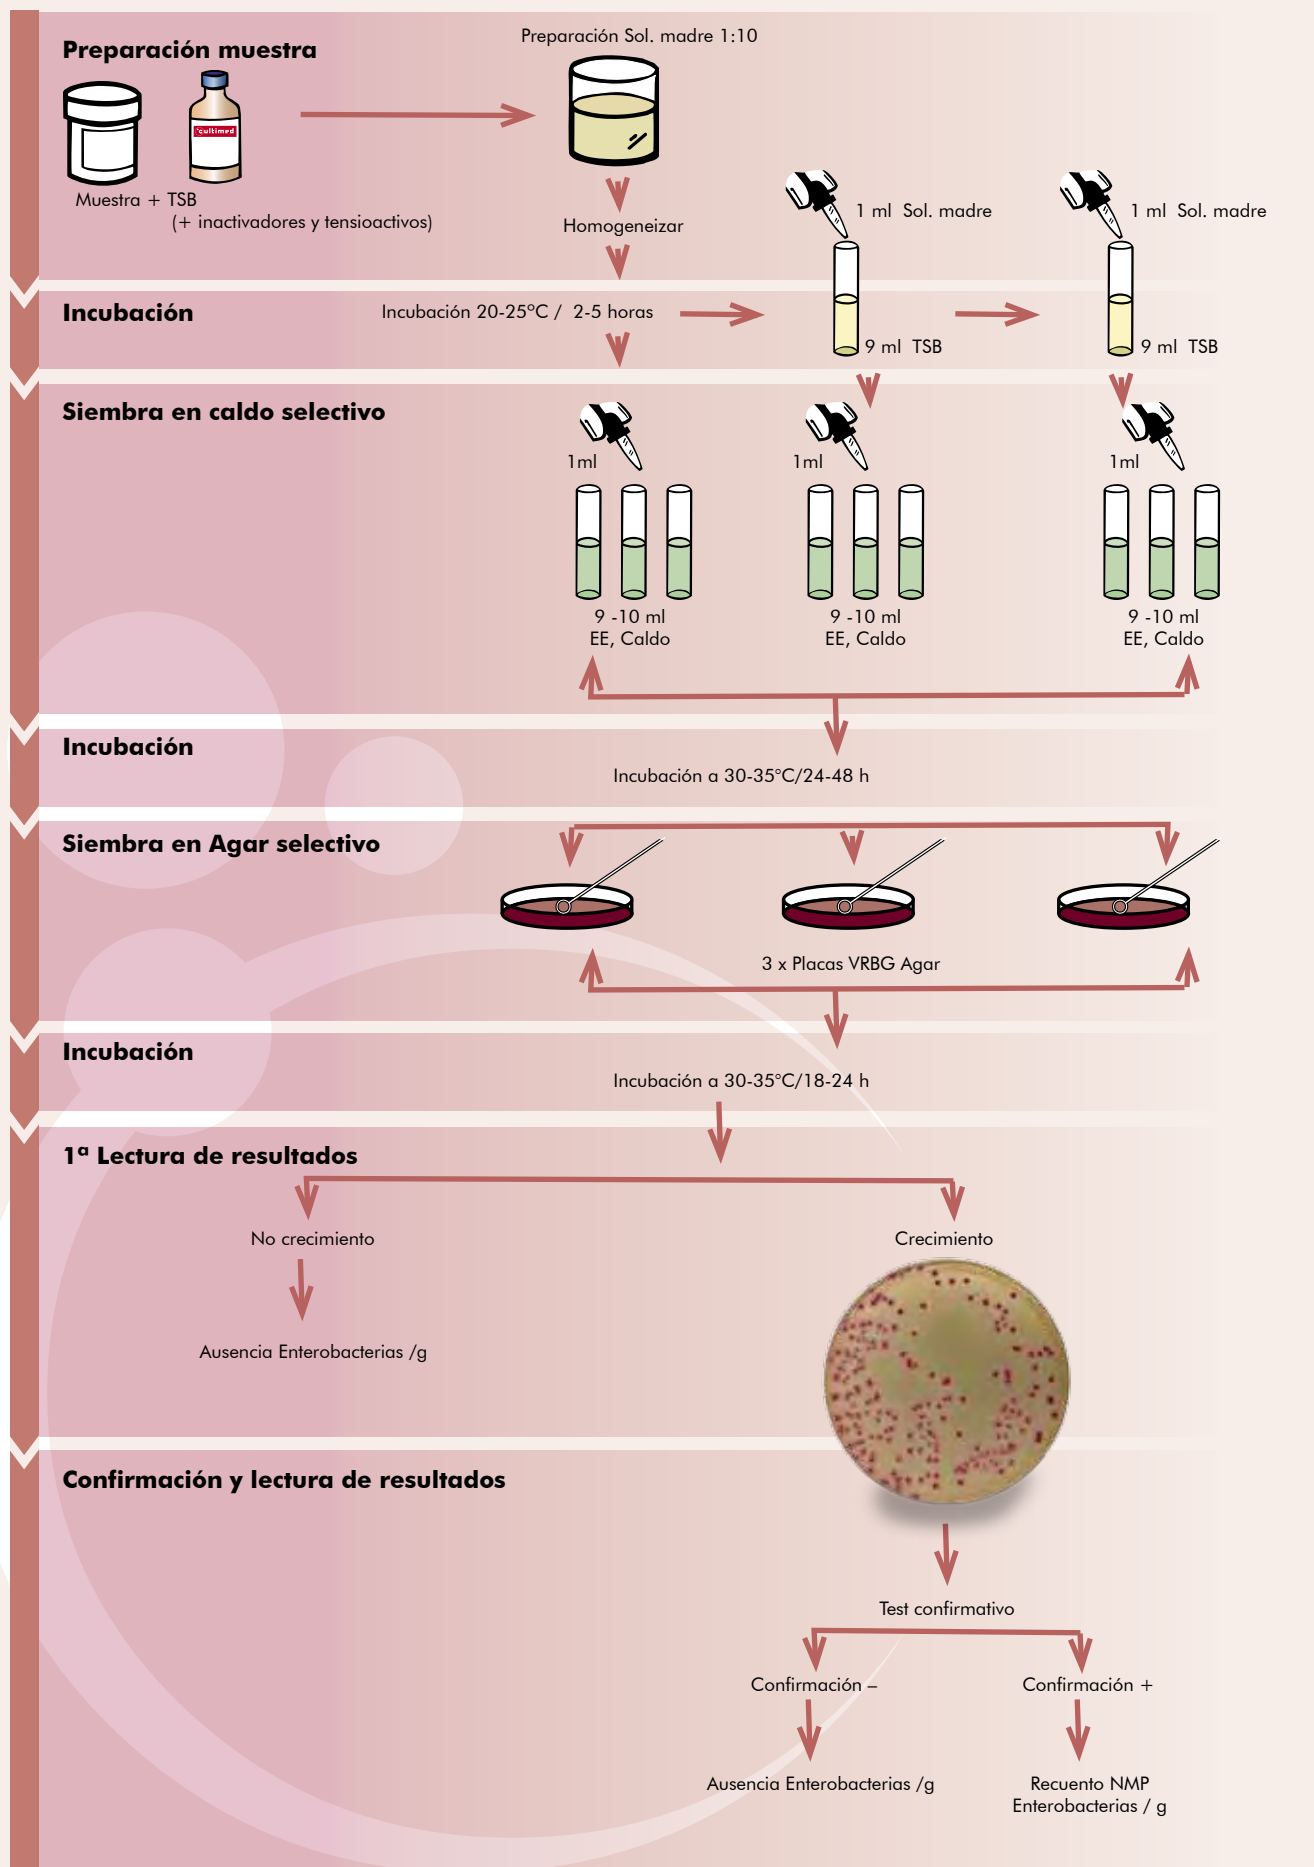 Preparación muestra
Preparación Sol. madre 1:10
cultimed
Muestra + TSB
(+ inactivadores y tensioactivos)
Homogeneizar
1 ml Sol. madre
1 ml Sol. madre
Incubación
Incubación 20-25ºC / 2-5 horas
9 ml TSB
9 ml TSB
Siembra en caldo selectivo
1ml
1ml
1ml
9 -10 ml
EE, Caldo
9 -10 ml
EE, Caldo
9 -10 ml
EE, Caldo
Incubación
Incubación a 30-35°C/24-48 h
Siembra en Agar selectivo
3 x Placas VRBG Agar
Incubación
Incubación a 30-35°C/18-24 h
1ª Lectura de resultados
No crecimiento
Crecimiento
Ausencia Enterobacterias /g
Confirmación y lectura de resultados
Test confirmativo
Confirmación –
Confirmación +
Ausencia Enterobacterias /g
Recuento NMP
Enterobacterias / g